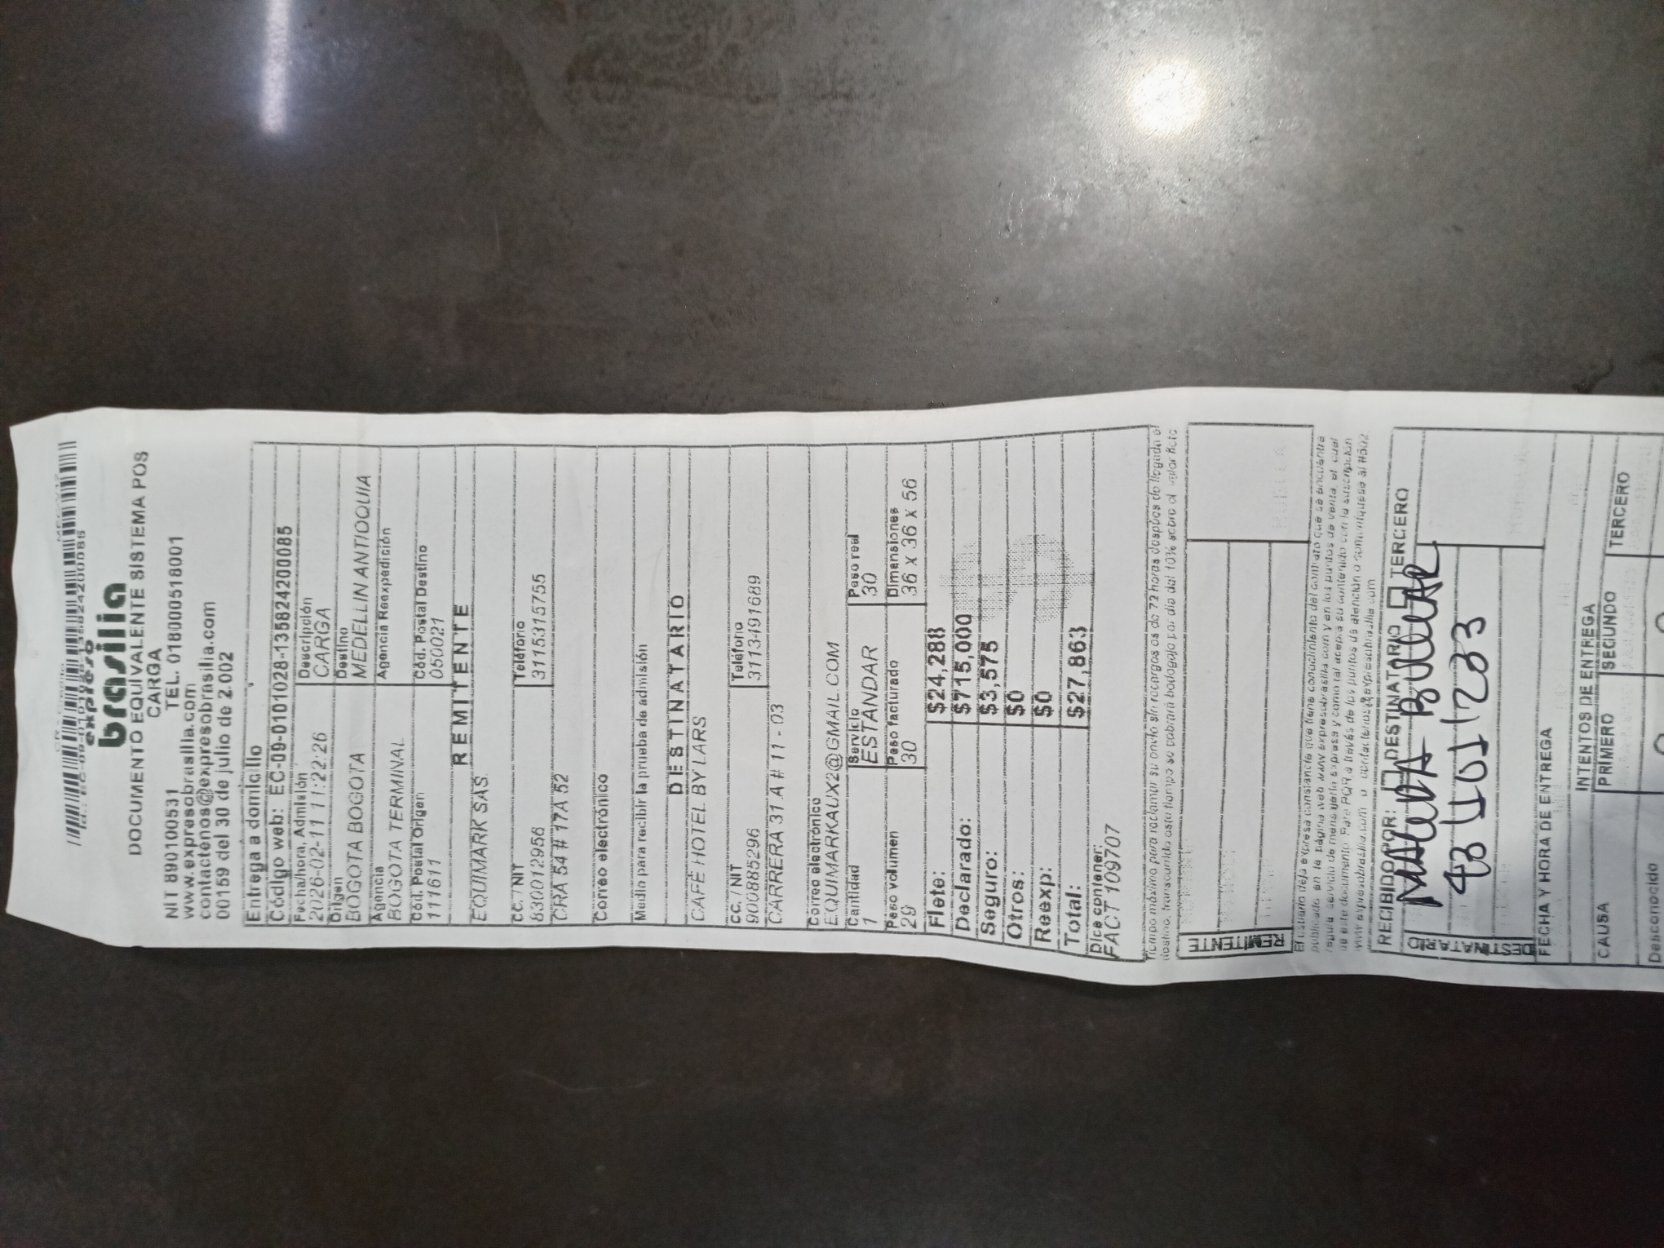 expreso
brasilia
DOCUMENTO EQUIVALENTE SISTEMA POS
CARGA
NIT 890100531 TEL. 018000518001
www.expresobrasilia.com
contactenos@expresobrasilia.com
00159 del 30 de julio de 2.002
Entrega a domicilio
Código web: EC-09-0101028-135824200085
Fecha/hora. Admisión Descripción
2026-02-11 11:22:26 CARGA
Origen Destino
BOGOTA BOGOTA MEDELLIN ANTIOQUIA
Agencia Agencia Reexpedición
BOGOTA TERMINAL
Cód. Postal Origen Cód. Postal Destino
111611 050021
REMITENTE
EQUIMARK SAS.
CC. NIT Teléfono
830012956 3115315755
CRA 54 # 17A 52
Correo electrónico
Medio para recibir la prueba de admisión
DESTINATARIO
CAFÉ HOTEL BY LARS
CC. / NIT Teléfono
900885296 3113491689
CARRERA 31 A # 11 - 03
Correo electrónico
EQUIMARKAUX2@GMAIL.COM
Cantidad Servicio Peso real
1 ESTANDAR 30
Peso volumen Peso facturado Dimensiones
29 30 36 x 36 x 56
Flete: $24,288
Declarado: $715,000
Seguro: $3,575
Otros: $0
Reexp: $0
Total: $27,863
Dice contener:
FACT 109707
REMITENTE
RECIBIDO POR: DESTINATARIO TERCERO
DESTINATARIO
FECHA Y HORA DE ENTREGA
INTENTOS DE ENTREGA
CAUSA PRIMERO SEGUNDO TERCERO
Desconocido